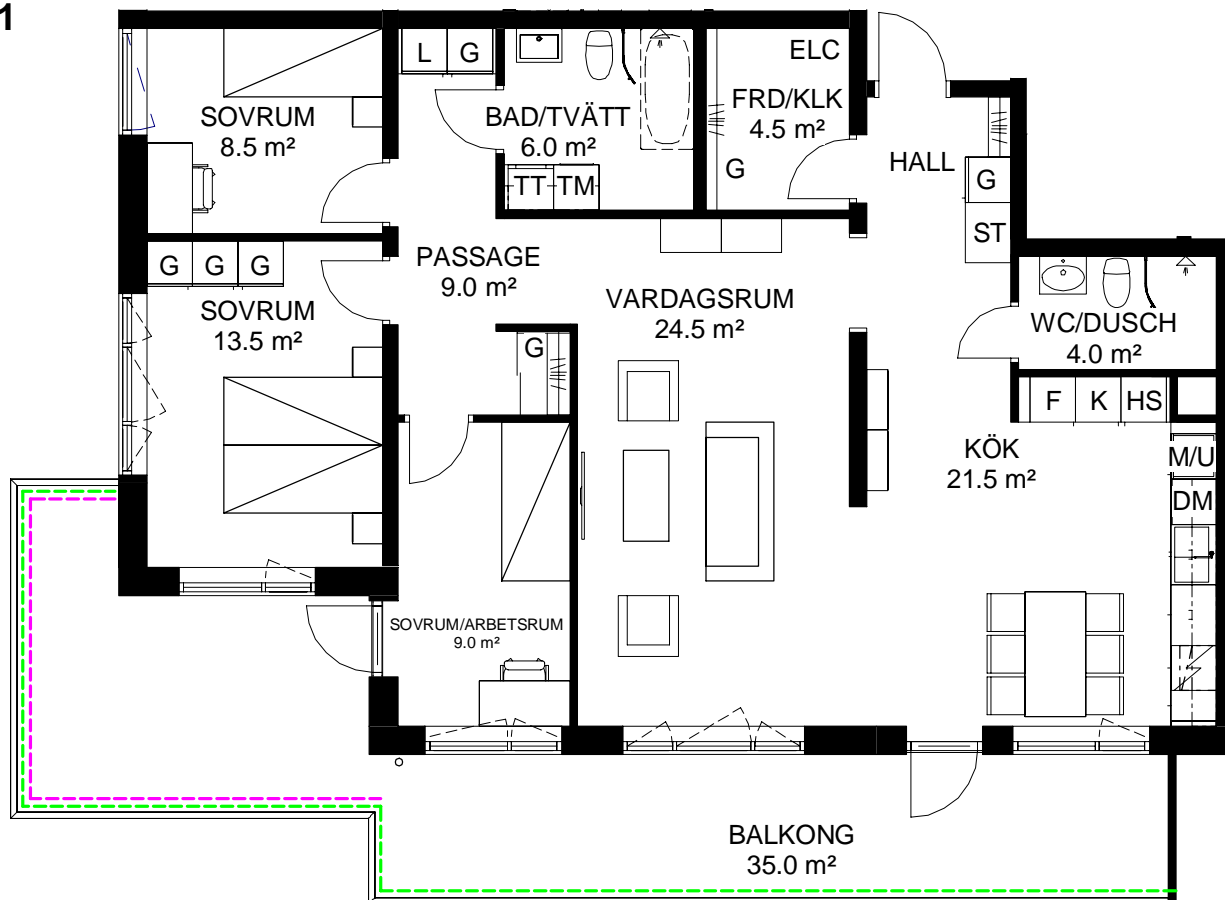 1
L G
ELC
SOVRUM
8.5 m²
BAD/TVÄTT
6.0 m²
FRD/KLK
4.5 m²
HALL
G
G
TT TM
ST
G G G
PASSAGE
9.0 m²
SOVRUM
13.5 m²
VARDAGSRUM
24.5 m²
WC/DUSCH
4.0 m²
G
F K HS
KÖK
21.5 m²
M/U
DM
SOVRUM/ARBETSRUM
9.0 m²
BALKONG
35.0 m²